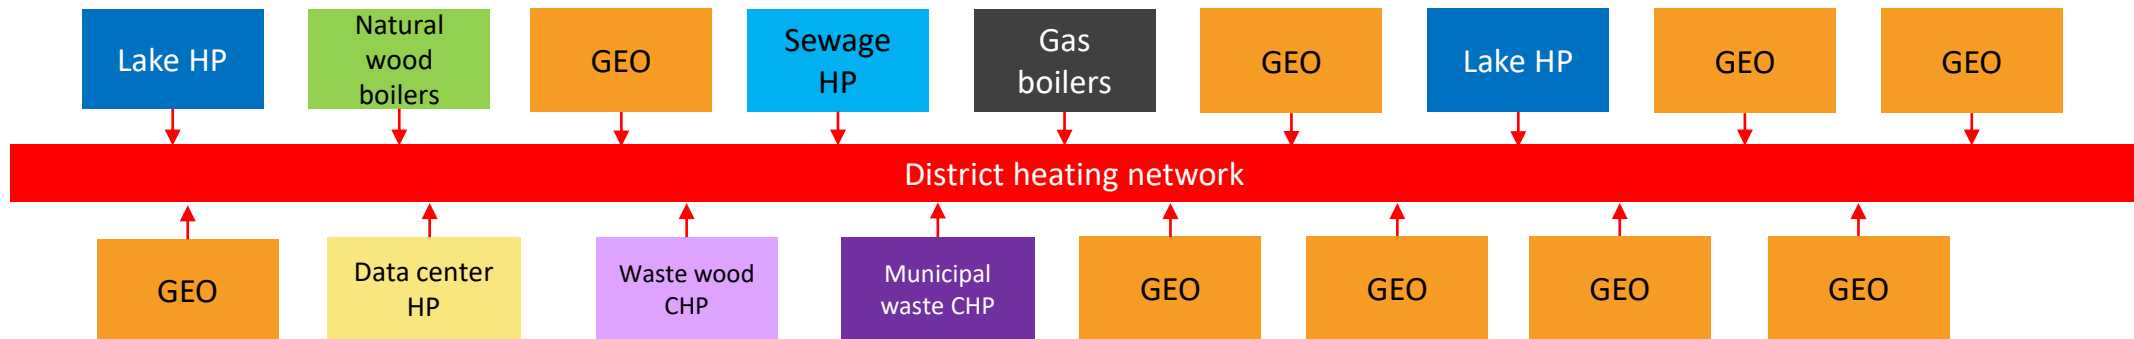 Lake HP
Natural
wood
boilers
GEO
Sewage
HP
Gas
boilers
GEO
Lake HP
GEO
GEO
District heating network
GEO
Data center
HP
Waste wood
CHP
Municipal
waste CHP
GEO
GEO
GEO
GEO